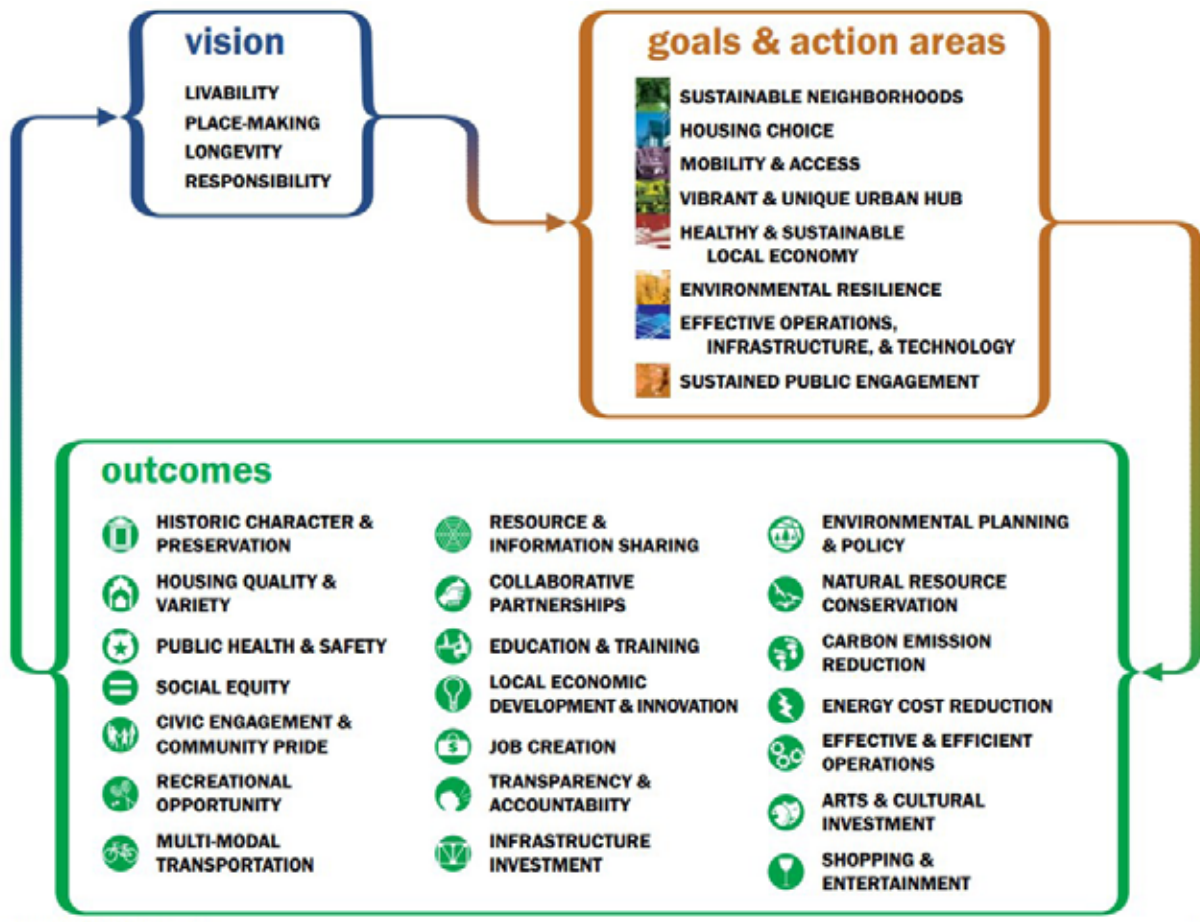 vision
LIVABILITY
PLACE-MAKING
LONGEVITY
RESPONSIBILITY
goals & action areas
SUSTAINABLE NEIGHBORHOODS
HOUSING CHOICE
MOBILITY & ACCESS
VIBRANT & UNIQUE URBAN HUB
HEALTHY & SUSTAINABLE
LOCAL ECONOMY
ENVIRONMENTAL RESILIENCE
EFFECTIVE OPERATIONS,
INFRASTRUCTURE, & TECHNOLOGY
SUSTAINED PUBLIC ENGAGEMENT
outcomes
HISTORIC CHARACTER &
PRESERVATION
HOUSING QUALITY &
VARIETY
PUBLIC HEALTH & SAFETY
SOCIAL EQUITY
CIVIC ENGAGEMENT &
COMMUNITY PRIDE
RECREATIONAL
OPPORTUNITY
MULTI-MODAL
TRANSPORTATION
RESOURCE &
INFORMATION SHARING
COLLABORATIVE
PARTNERSHIPS
EDUCATION & TRAINING
LOCAL ECONOMIC
DEVELOPMENT & INNOVATION
JOB CREATION
TRANSPARENCY &
ACCOUNTABIITY
INFRASTRUCTURE
INVESTMENT
ENVIRONMENTAL PLANNING
& POLICY
NATURAL RESOURCE
CONSERVATION
CARBON EMISSION
REDUCTION
ENERGY COST REDUCTION
EFFECTIVE & EFFICIENT
OPERATIONS
ARTS & CULTURAL
INVESTMENT
SHOPPING &
ENTERTAINMENT